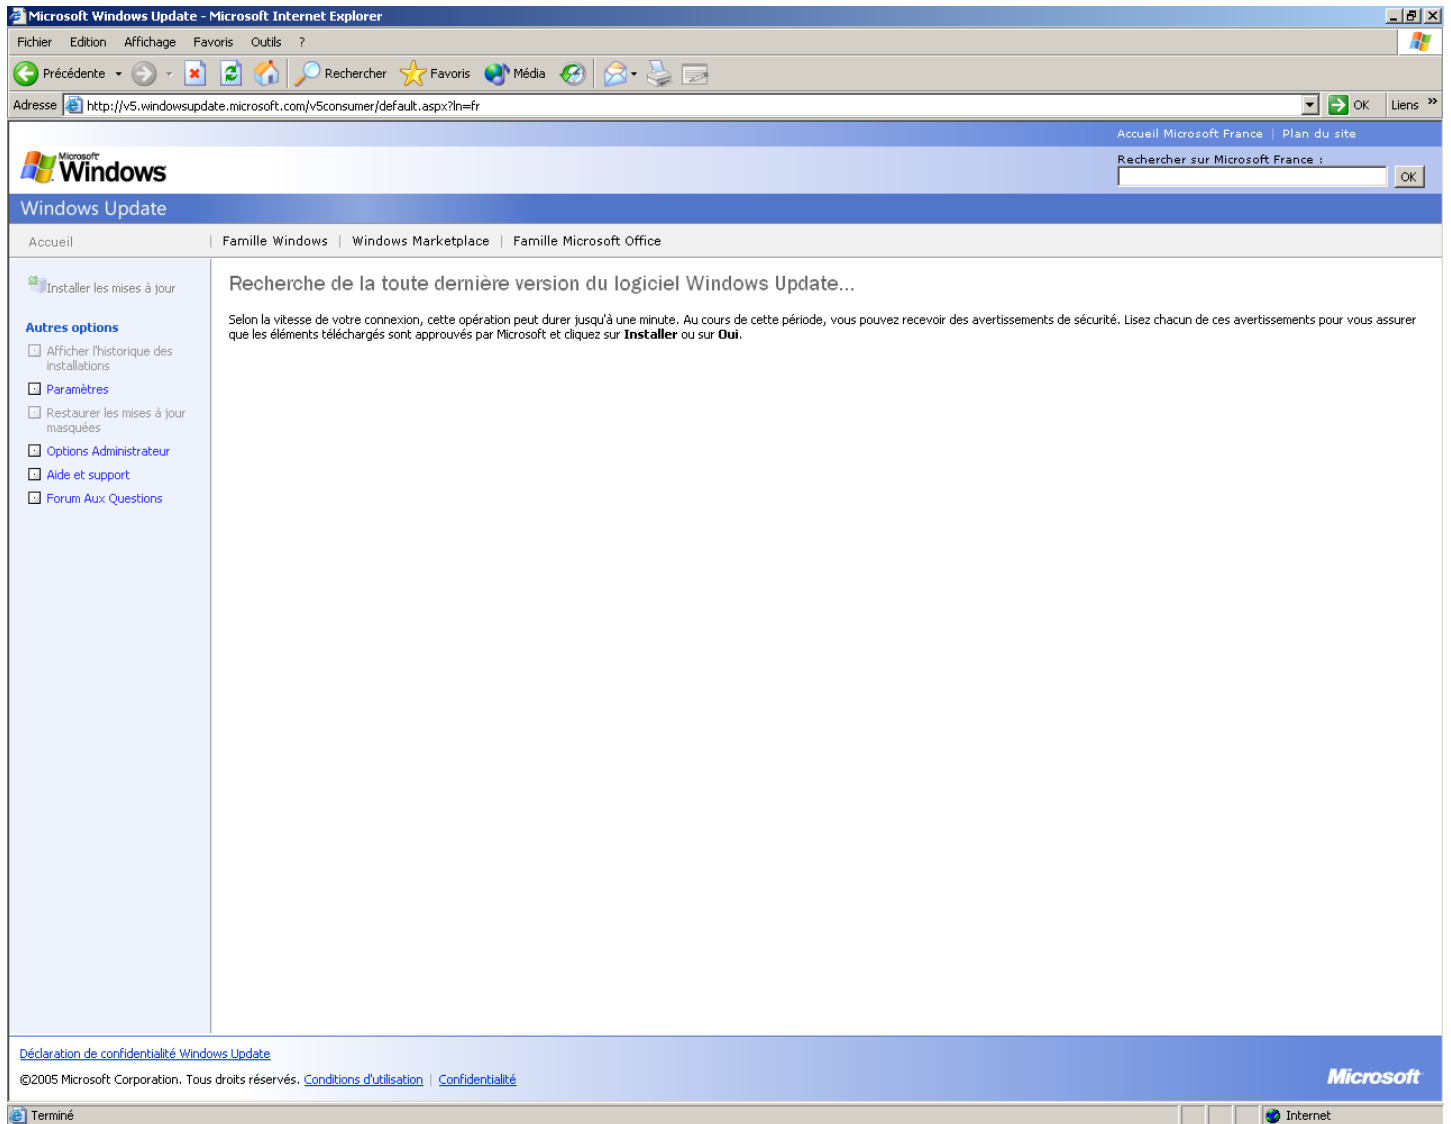 Microsoft Windows Update - Microsoft Internet Explorer
Fichier Edition Affichage Favoris Outils ?
Précédente Rechercher Favoris Média
Adresse http://v5.windowsupdate.microsoft.com/v5consumer/default.aspx?ln=fr OK Liens »
Accueil Microsoft France | Plan du site
Microsoft Windows
Rechercher sur Microsoft France :
OK
Windows Update
Accueil | Famille Windows | Windows Marketplace | Famille Microsoft Office
Installer les mises à jour
Autres options
Afficher l'historique des
installations
Paramètres
Restaurer les mises à jour
masquées
Options Administrateur
Aide et support
Forum Aux Questions
Recherche de la toute dernière version du logiciel Windows Update...
Selon la vitesse de votre connexion, cette opération peut durer jusqu'à une minute. Au cours de cette période, vous pouvez recevoir des avertissements de sécurité. Lisez chacun de ces avertissements pour vous assurer
que les éléments téléchargés sont approuvés par Microsoft et cliquez sur Installer ou sur Oui.
Déclaration de confidentialité Windows Update
©2005 Microsoft Corporation. Tous droits réservés. Conditions d'utilisation | Confidentialité
Microsoft
Terminé Internet